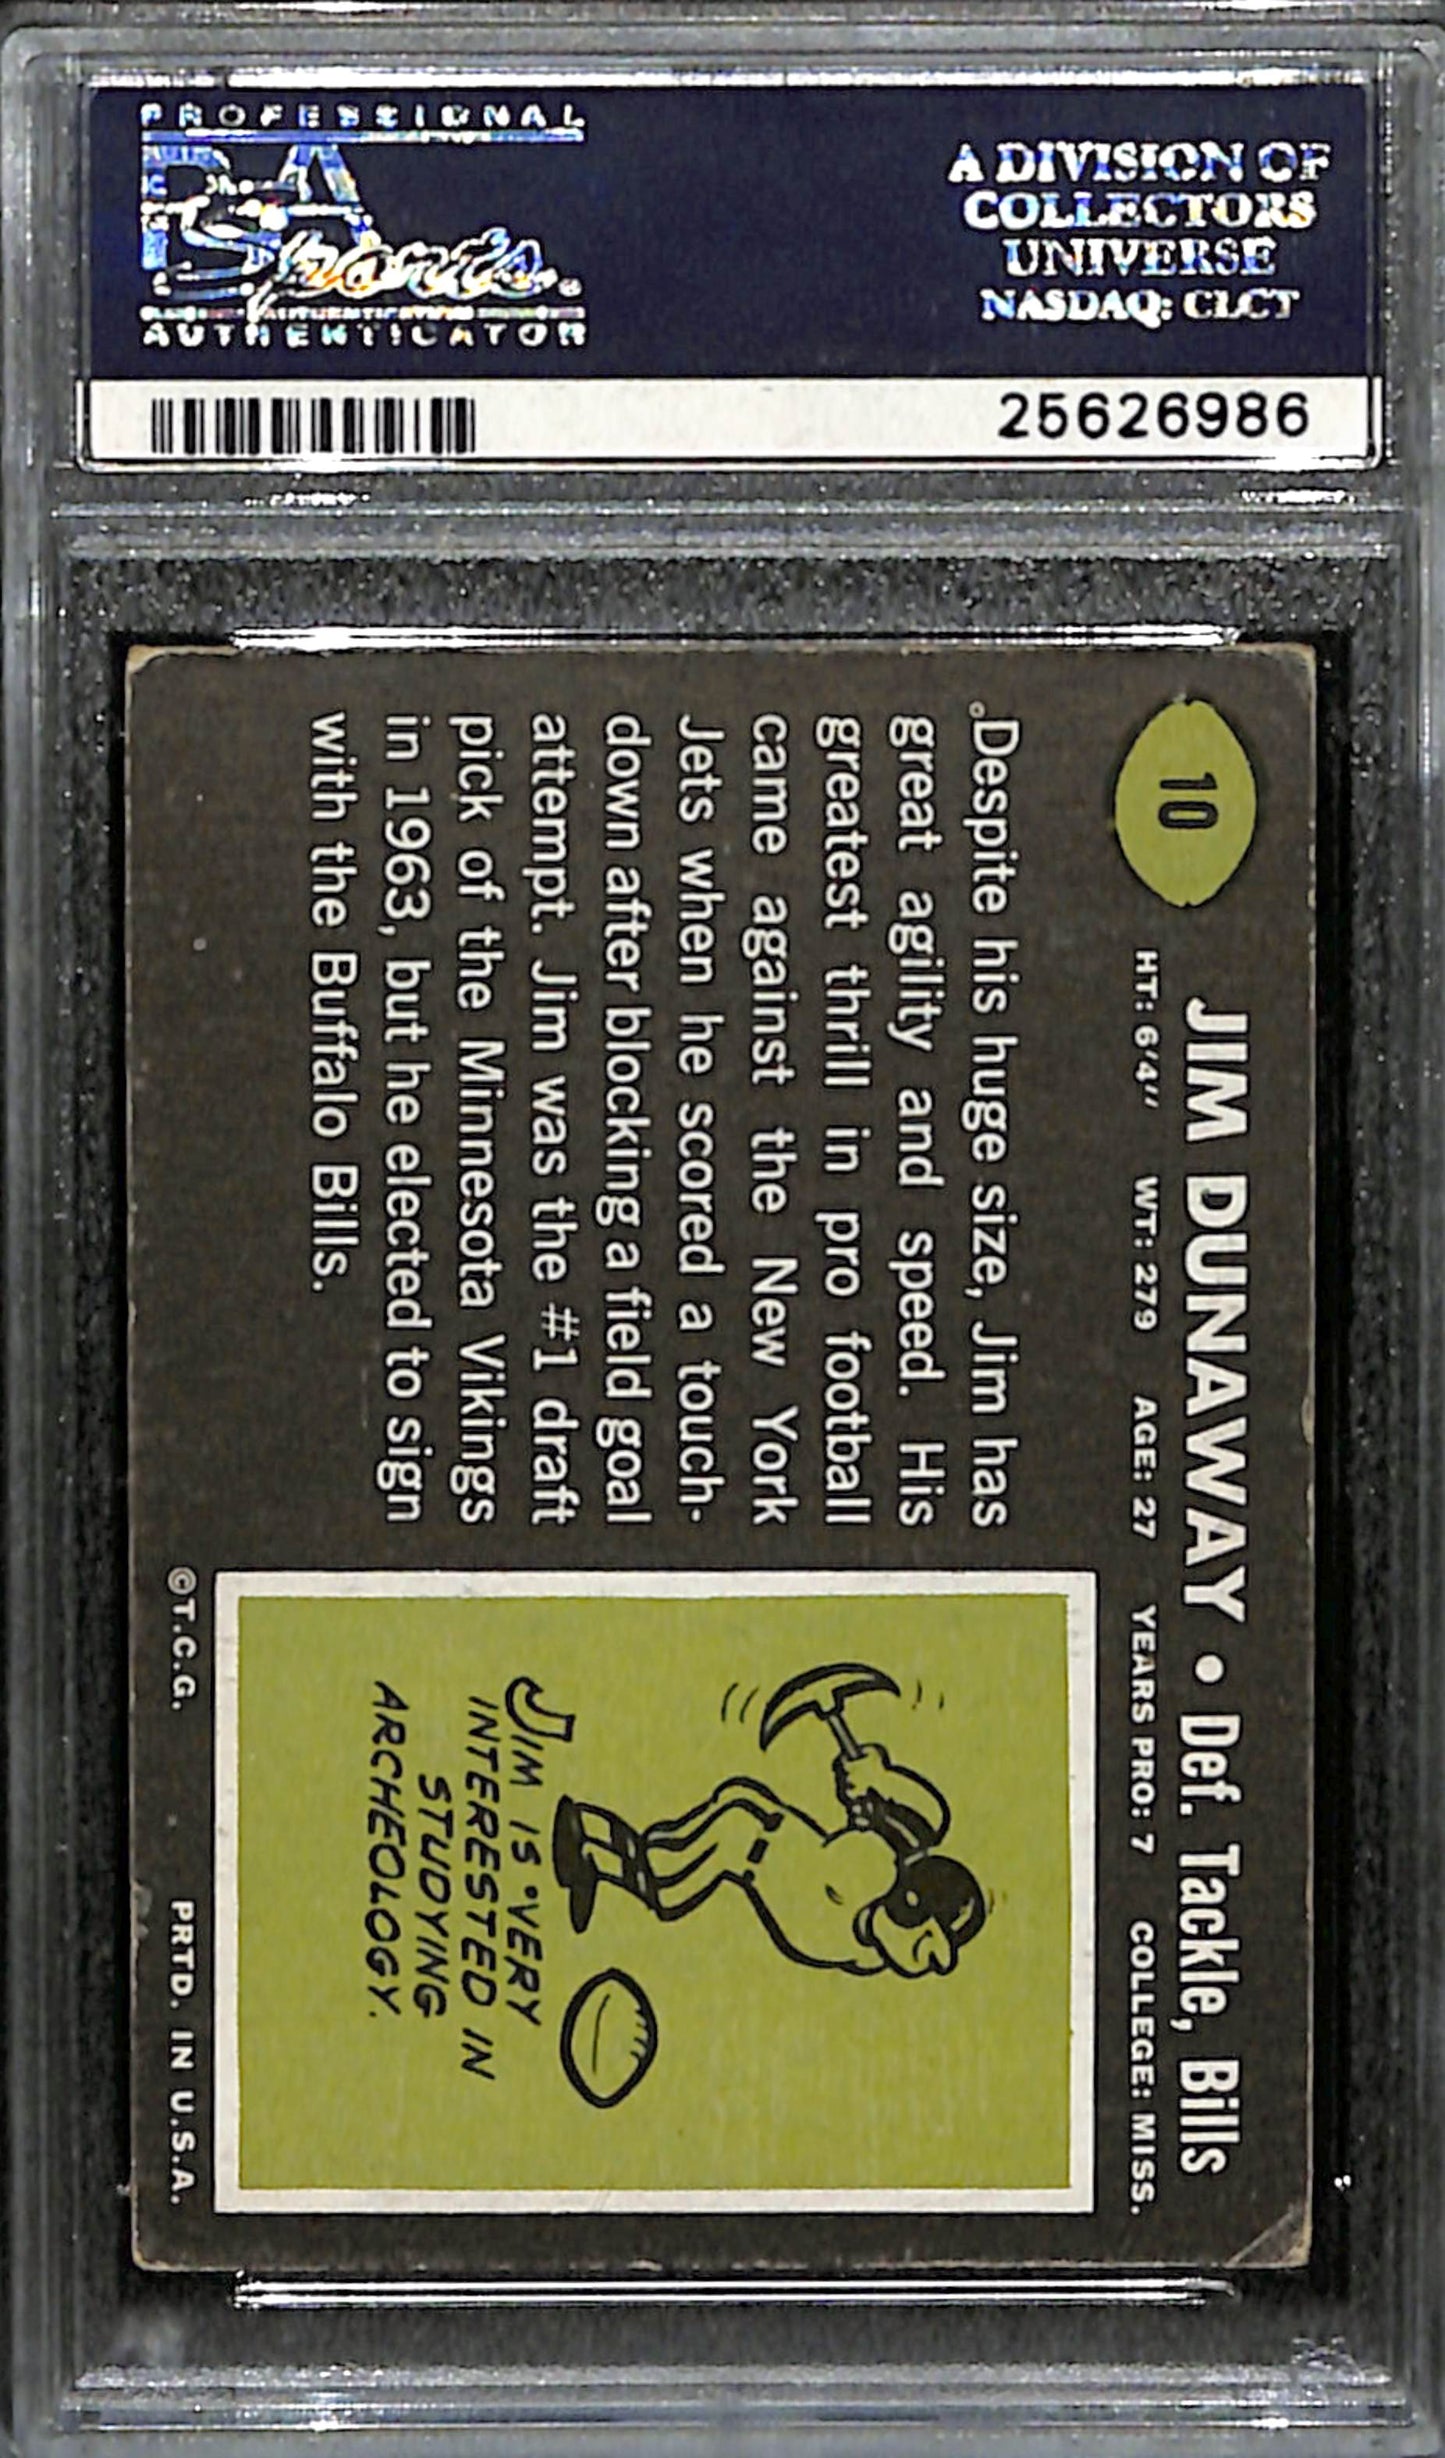 PROFESSIONAL
PSA
Sports
AUTHENTICATOR
A DIVISION OF
COLLECTORS
UNIVERSE
NASDAQ: CLCT
25626986
10
JIM DUNAWAY • Def. Tackle, Bills
HT: 6'4" WT: 279 AGE: 27 YEARS PRO: 7 COLLEGE: MISS.
Despite his huge size, Jim has
great agility and speed. His
greatest thrill in pro football
came against the New York
Jets when he scored a touch-
down after blocking a field goal
attempt. Jim was the #1 draft
pick of the Minnesota Vikings
in 1963, but he elected to sign
with the Buffalo Bills.
JIM IS VERY
INTERESTED IN
STUDYING
ARCHEOLOGY.
©T.C.G. PRTD. IN U.S.A.